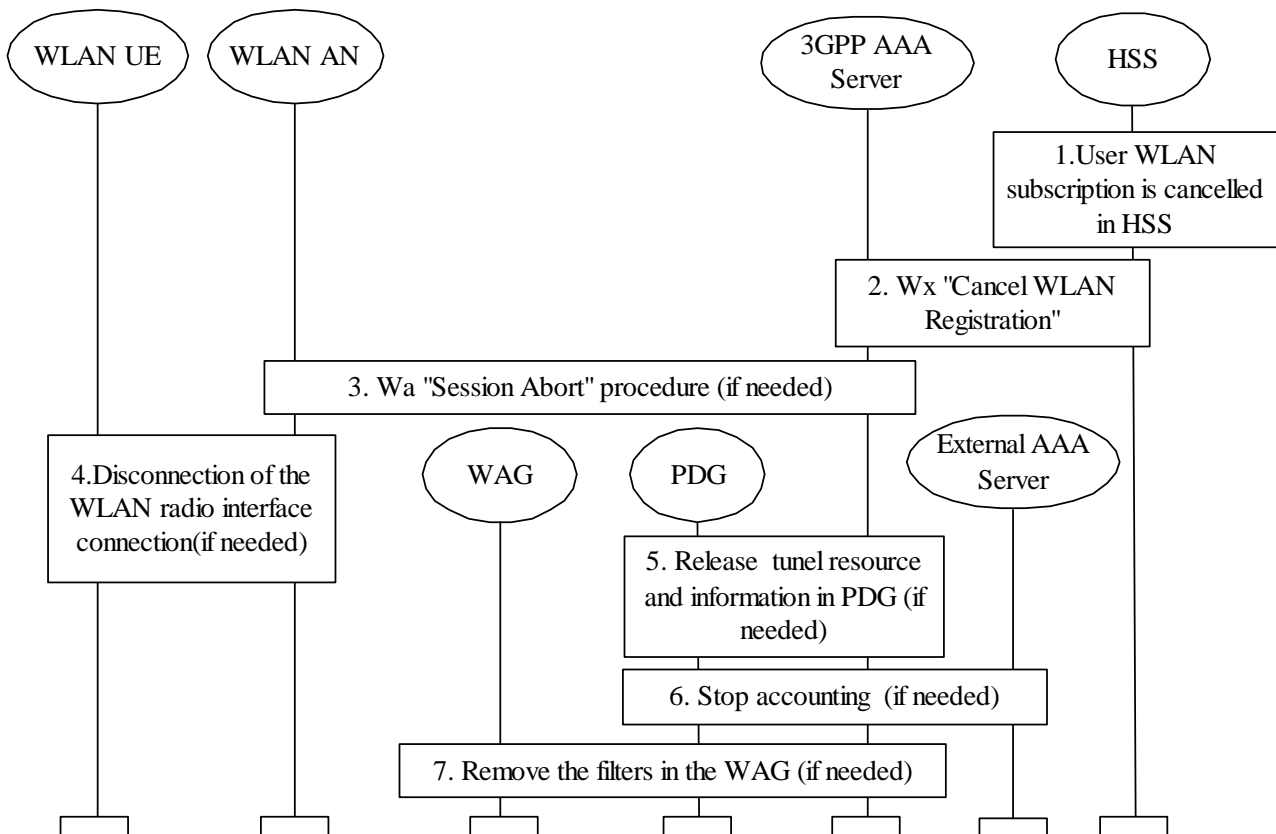 WLAN UE
WLAN AN
3GPP AAA
Server
HSS
1.User WLAN
subscription is cancelled
in HSS
2. Wx "Cancel WLAN
Registration"
3. Wa "Session Abort" procedure (if needed)
4.Disconnection of the
WLAN radio interface
connection(if needed)
WAG
PDG
External AAA
Server
5. Release tunel resource
and information in PDG (if
needed)
6. Stop accounting (if needed)
7. Remove the filters in the WAG (if needed)